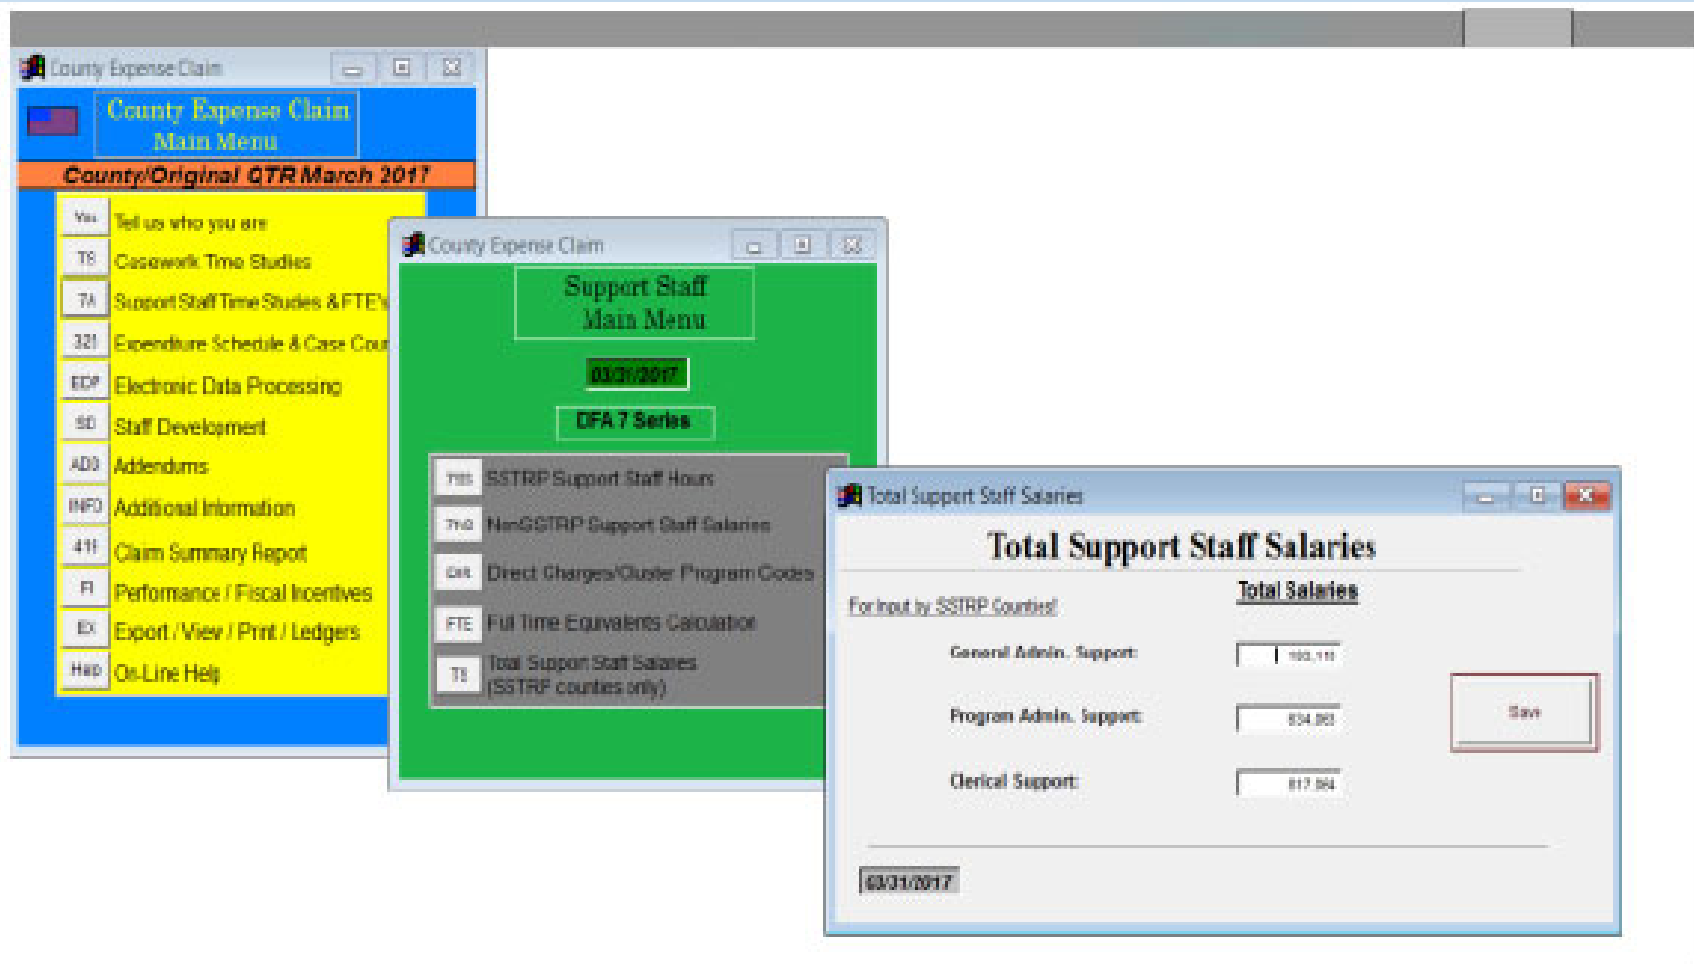 County Expense Claim
County Expense Claim
Main Menu
County/Original QTR March 2017
You Tell us who you are
TS Casework Time Studies
7A Support Staff Time Studies & FTE's
325 Expenditure Schedule & Case Cour
EDP Electronic Data Processing
SD Staff Development
ADD Addendums
INFO Additional Information
Claim Summary Report
FI Performance / Fiscal Incentives
EX Export / View / Print / Ledgers
Help On-Line Help
County Expense Claim
Support Staff
Main Menu
03/31/2017
DFA 7 Series
SSTRP Support Staff Hours
NonSSTRP Support Staff Salaries
DIR Direct Charges/Cluster Program Codes
FTE Full Time Equivalents Calculation
TS Total Support Staff Salaries
(SSTRP counties only)
Total Support Staff Salaries
Total Support Staff Salaries
Total Salaries
For Input by SSTRP Counties!
General Admin. Support:
Program Admin. Support:
Clerical Support:
Save
03/31/2017